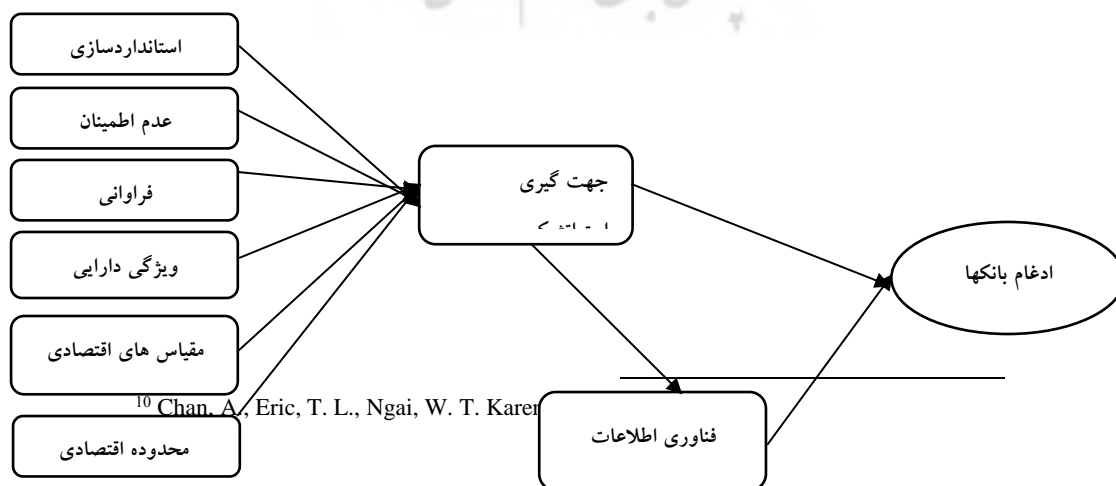 استانداردسازی
عدم اطمینان
فراوانی
ویژگی دارایی
مقیاس های اقتصادی
محدوده اقتصادی
جهت گیری
ادغام بانکها
فناوری اطلاعات
10 Chan, A., Eric, T. L., Ngai, W. T.